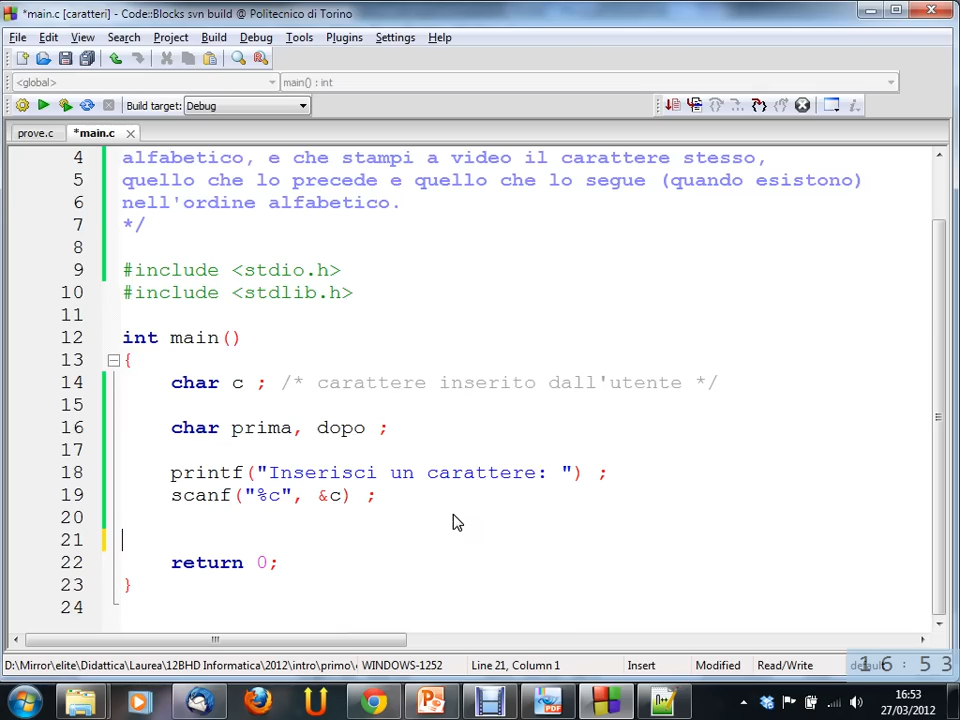 *main.c [caratteri] - Code::Blocks svn build @ Politecnico di Torino
File Edit View Search Project Build Debug Tools Plugins Settings Help
<global> main() : int
Build target: Debug
prove.c *main.c
4 alfabetico, e che stampi a video il carattere stesso,
5 quello che lo precede e quello che lo segue (quando esistono)
6 nell'ordine alfabetico.
7 */
8
9 #include <stdio.h>
10 #include <stdlib.h>
11
12 int main()
13 {
14 char c ; /* carattere inserito dall'utente */
15
16 char prima, dopo ;
17
18 printf("Inserisci un carattere: ") ;
19 scanf("%c", &c) ;
20
21
22 return 0;
23 }
24
D:\Mirror\elite\Didattica\Laurea\12BHD Informatica\2012\intro\primo\ WINDOWS-1252 Line 21, Column 1 Insert Modified Read/Write 16:53
16:53
27/03/2012